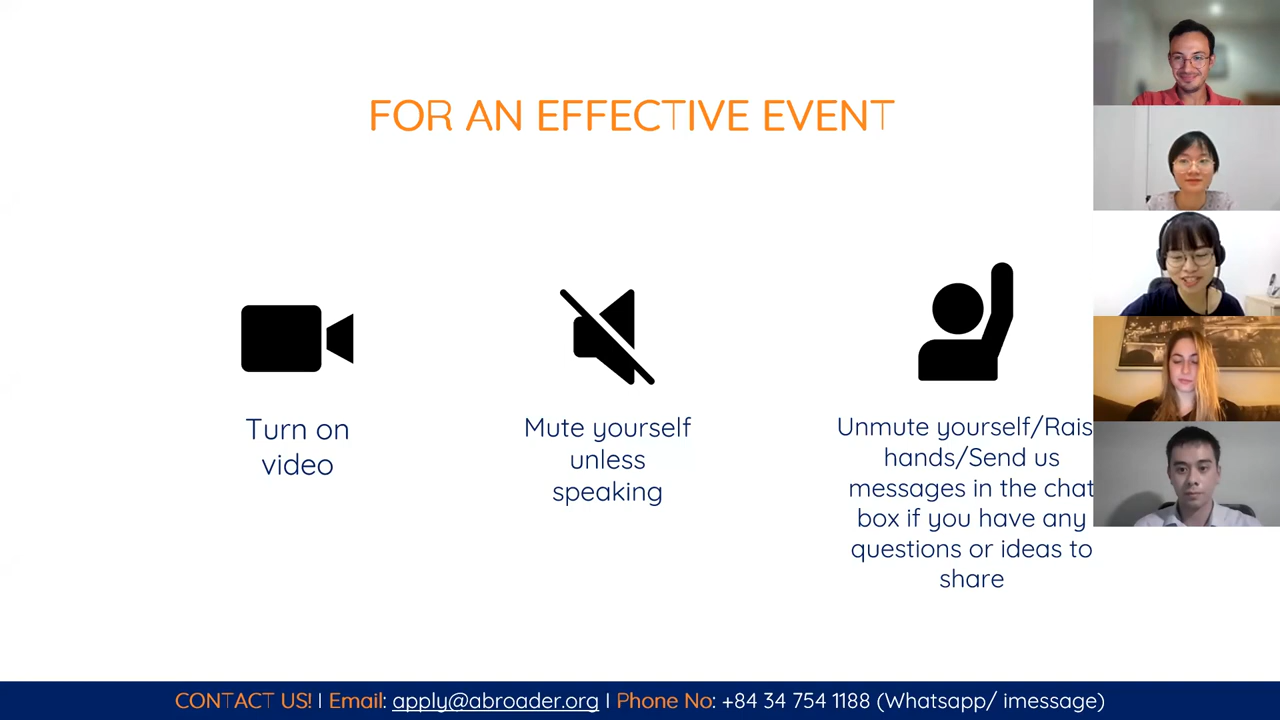 FOR AN EFFECTIVE EVENT
Turn on
video
Mute yourself
unless
speaking
Unmute yourself/Rais
hands/Send us
messages in the chat
box if you have any
questions or ideas to
share
CONTACT US! | Email: apply@abroader.org | Phone No: +84 34 754 1188 (Whatsapp/ imessage)